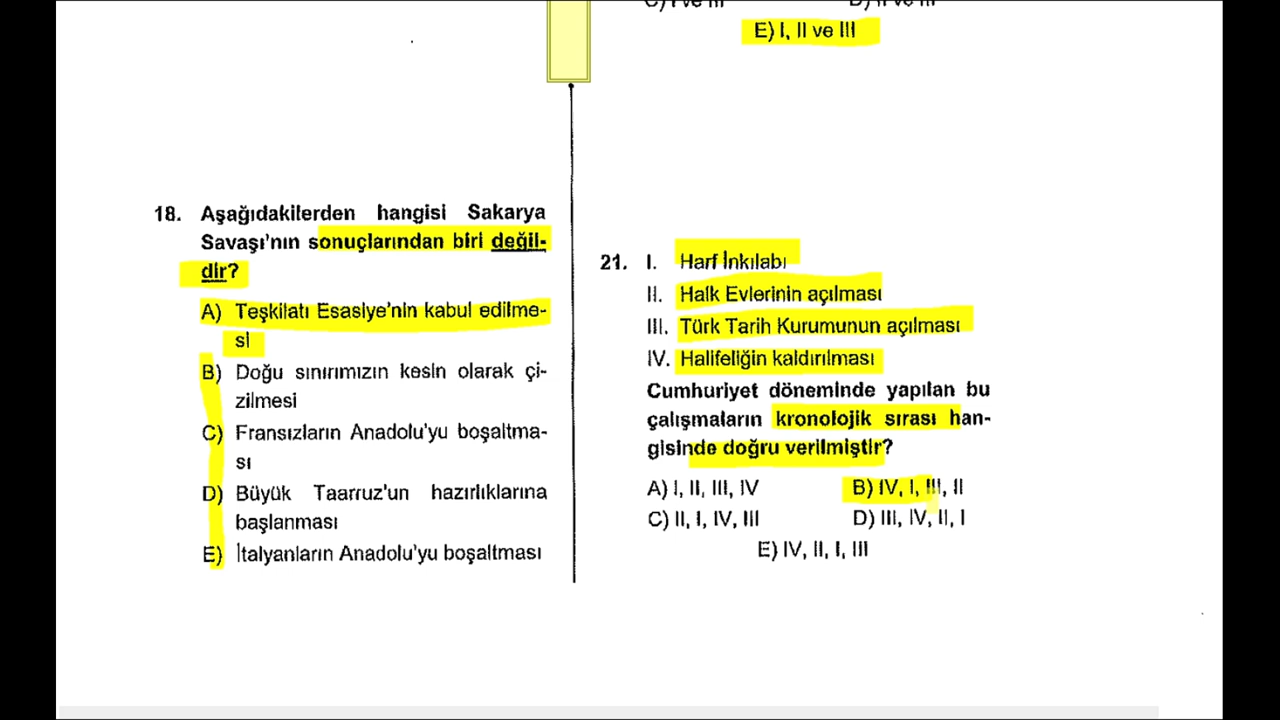 E) I, II ve III
18. Aşağıdakilerden hangisi Sakarya
Savaşı'nın sonuçlarından biri değil-
dir?
A) Teşkilatı Esasiye'nin kabul edilme-
si
B) Doğu sınırımızın kesin olarak çi-
zilmesi
C) Fransızların Anadolu'yu boşaltma-
sı
D) Büyük Taarruz'un hazırlıklarına
başlanması
E) İtalyanların Anadolu'yu boşaltması
21. I. Harf İnkılabı
II. Halk Evlerinin açılması
III. Türk Tarih Kurumunun açılması
IV. Halifeliğin kaldırılması
Cumhuriyet döneminde yapılan bu
çalışmaların kronolojik sırası han-
gisinde doğru verilmiştir?
A) I, II, III, IV B) IV, I, III, II
C) II, I, IV, III D) III, IV, II, I
E) IV, II, I, III